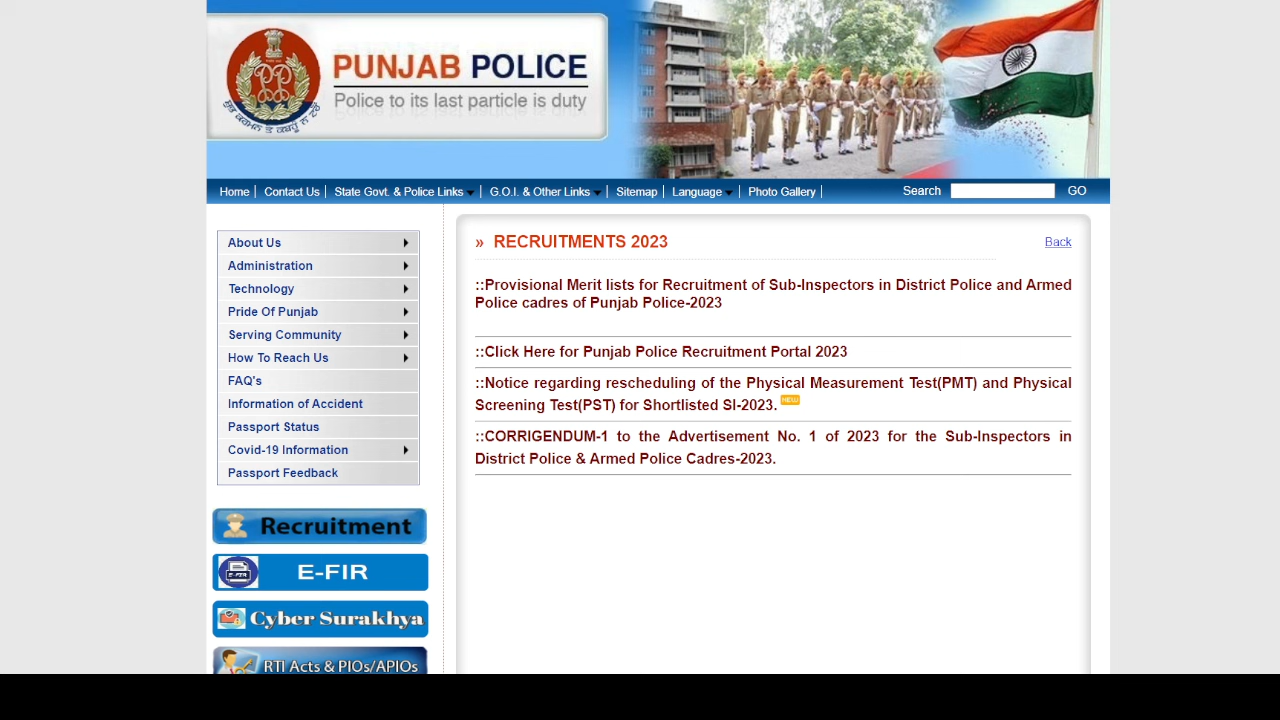 PUNJAB POLICE
Police to its last particle is duty
Home
Contact Us
State Govt. & Police Links
G.O.I. & Other Links
Sitemap
Language
Photo Gallery
Search
GO
About Us
Administration
Technology
Pride Of Punjab
Serving Community
How To Reach Us
FAQ's
Information of Accident
Passport Status
Covid-19 Information
Passport Feedback
Recruitment
E-FIR
E-FIR
Cyber Surakhya
RTI Acts & PIOs/APIOs
» RECRUITMENTS 2023
Back
::Provisional Merit lists for Recruitment of Sub-Inspectors in District Police and Armed
Police cadres of Punjab Police-2023
::Click Here for Punjab Police Recruitment Portal 2023
::Notice regarding rescheduling of the Physical Measurement Test(PMT) and Physical
Screening Test(PST) for Shortlisted SI-2023. NEW
::CORRIGENDUM-1 to the Advertisement No. 1 of 2023 for the Sub-Inspectors in
District Police & Armed Police Cadres-2023.